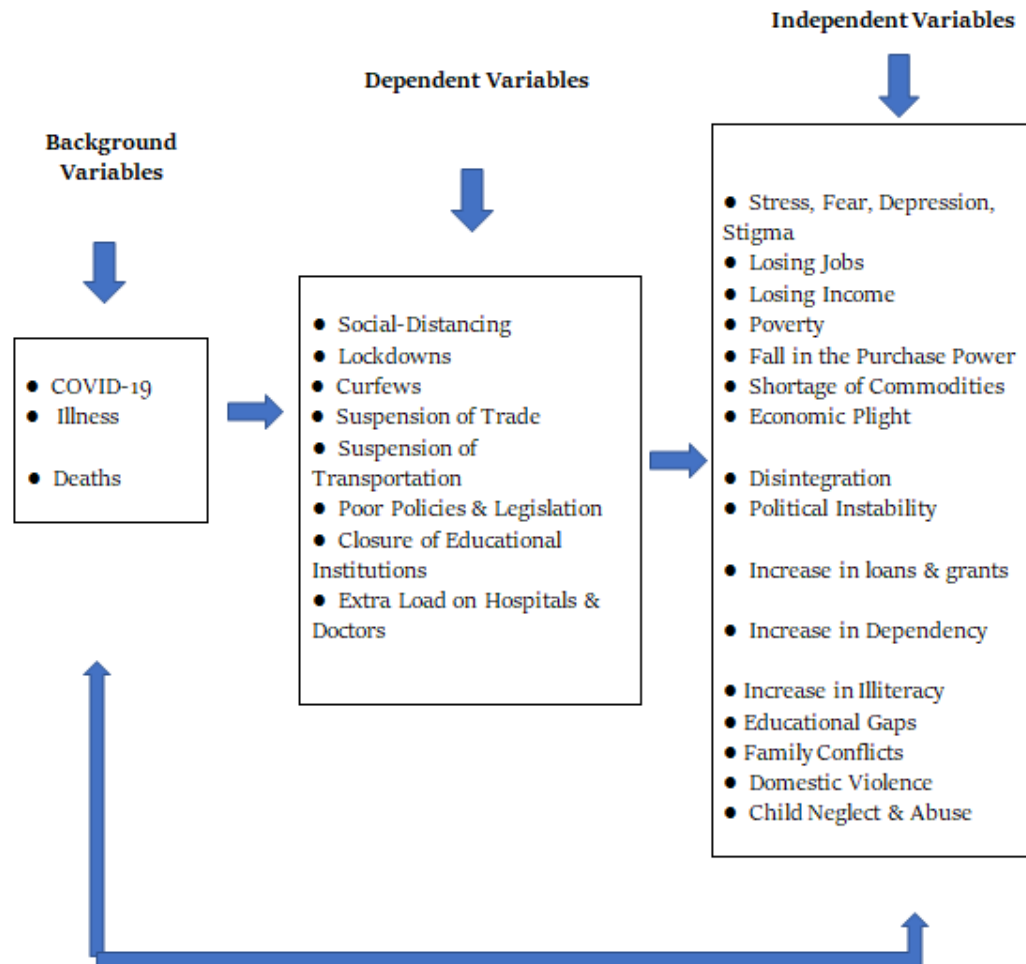 Background
Variables
● COVID-19
● Illness
● Deaths
Dependent Variables
● Social-Distancing
● Lockdowns
● Curfews
● Suspension of Trade
● Suspension of
Transportation
● Poor Policies & Legislation
● Closure of Educational
Institutions
● Extra Load on Hospitals &
Doctors
Independent Variables
● Stress, Fear, Depression,
Stigma
● Losing Jobs
● Losing Income
● Poverty
● Fall in the Purchase Power
● Shortage of Commodities
● Economic Plight
● Disintegration
● Political Instability
● Increase in loans & grants
● Increase in Dependency
● Increase in Illiteracy
● Educational Gaps
● Family Conflicts
● Domestic Violence
● Child Neglect & Abuse